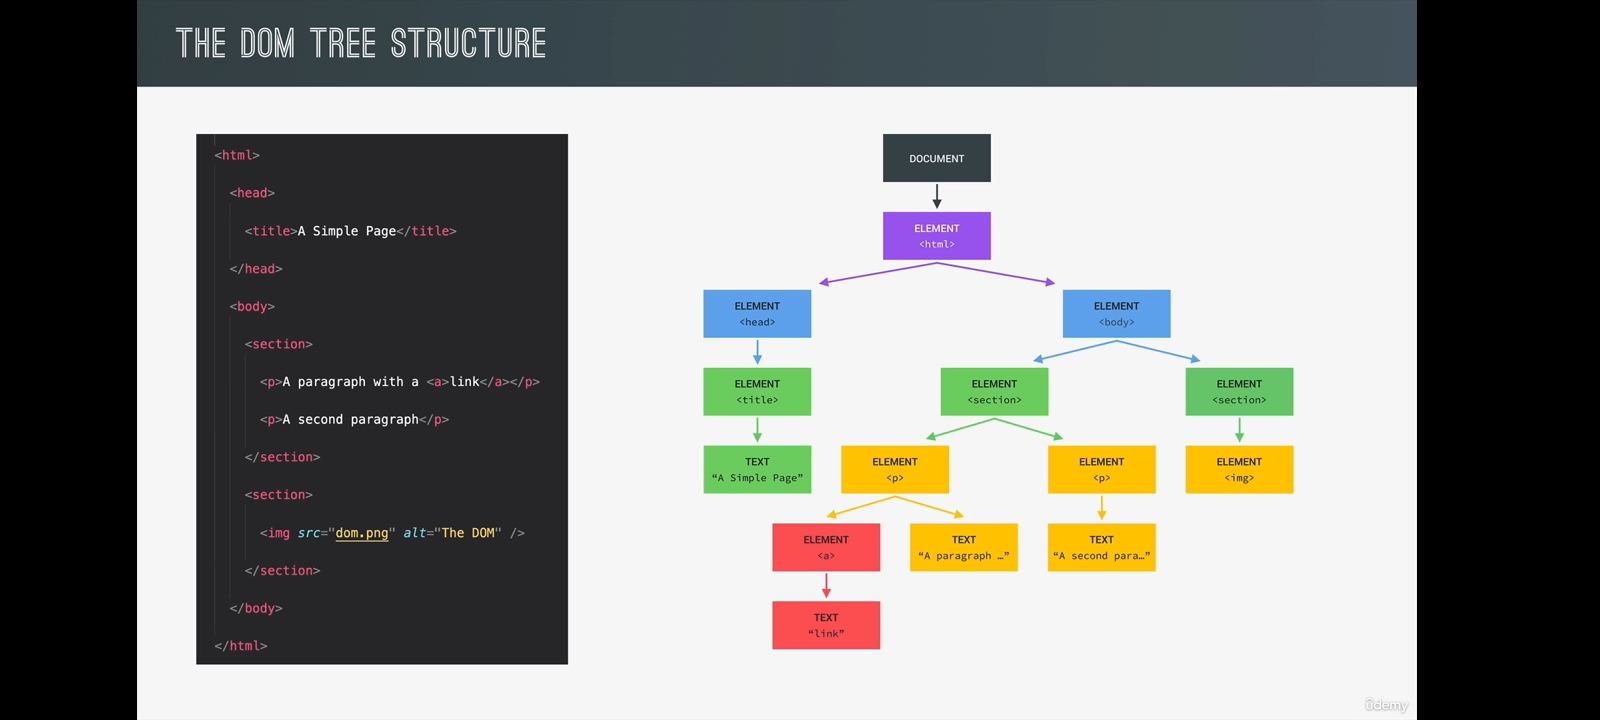 THE DOM TREE STRUCTURE
<html>
<head>
<title>A Simple Page</title>
</head>
<body>
<section>
<p>A paragraph with a <a>link</a></p>
<p>A second paragraph</p>
</section>
<section>
<img src="dom.png" alt="The DOM" />
</section>
</body>
</html>
DOCUMENT
ELEMENT
<html>
ELEMENT
<head>
ELEMENT
<body>
ELEMENT
<title>
ELEMENT
<section>
ELEMENT
<section>
TEXT
“A Simple Page”
ELEMENT
<p>
ELEMENT
<p>
ELEMENT
<img>
ELEMENT
<a>
TEXT
“A paragraph …”
TEXT
“A second para…”
TEXT
“link”
ûdemy